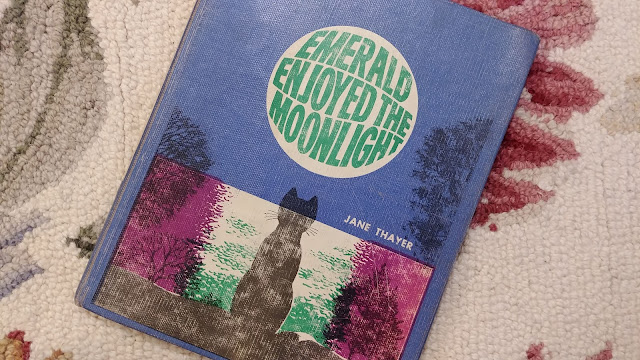 EMERALD
ENJOYED THE
MOONLIGHT
JANE THAYER